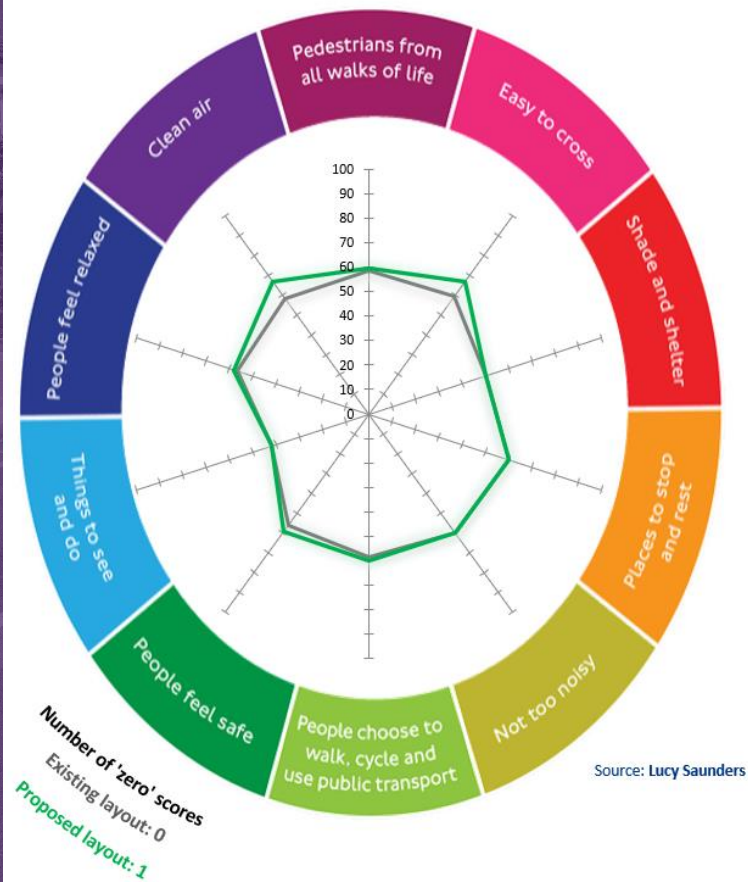 Pedestrians from
all walks of life
Easy to cross
Shade and shelter
Places to stop
and rest
Not too noisy
People choose to
walk, cycle and
use public transport
People feel safe
Things to see
and do
People feel relaxed
Clean air
100
90
80
70
60
50
40
30
20
10
0
Number of 'zero' scores
Existing layout: 0
Proposed layout: 1
Source: Lucy Saunders